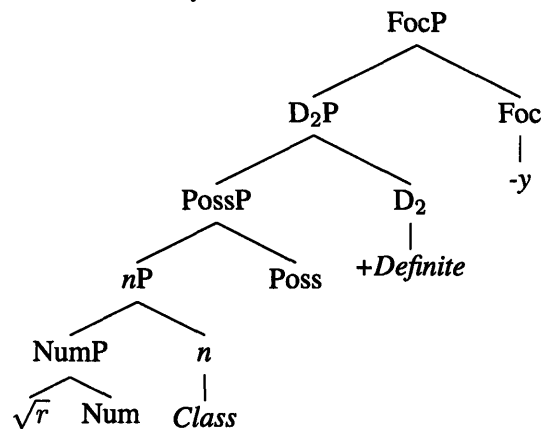 FocP
D₂P Foc
PossP D₂ -y
nP Poss +Definite
NumP n
√r Num Class